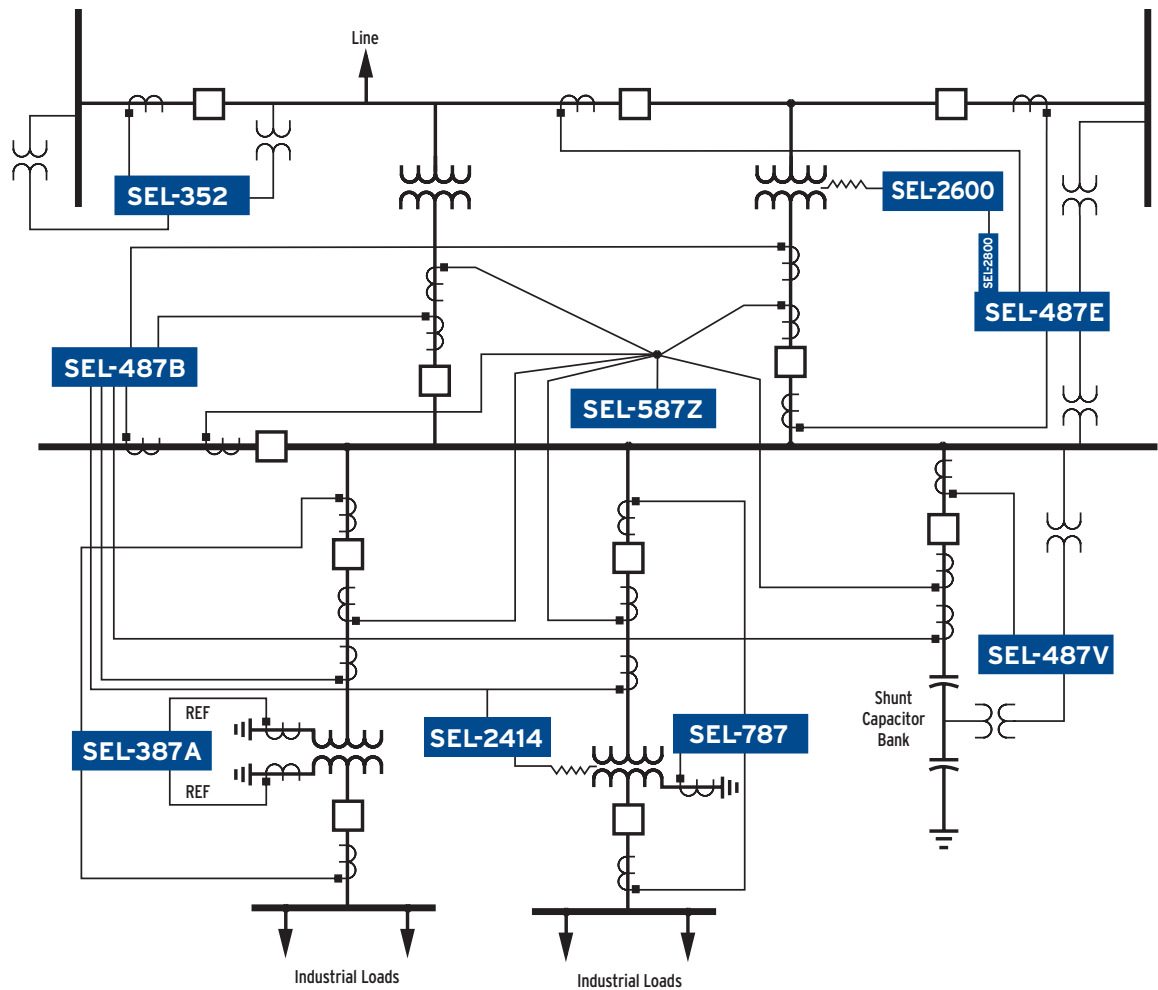 Line
SEL-352
SEL-2600
SEL-2800
SEL-487E
SEL-487B
SEL-587Z
SEL-487V
Shunt
Capacitor
Bank
REF
SEL-387A
REF
SEL-2414
SEL-787
Industrial Loads
Industrial Loads